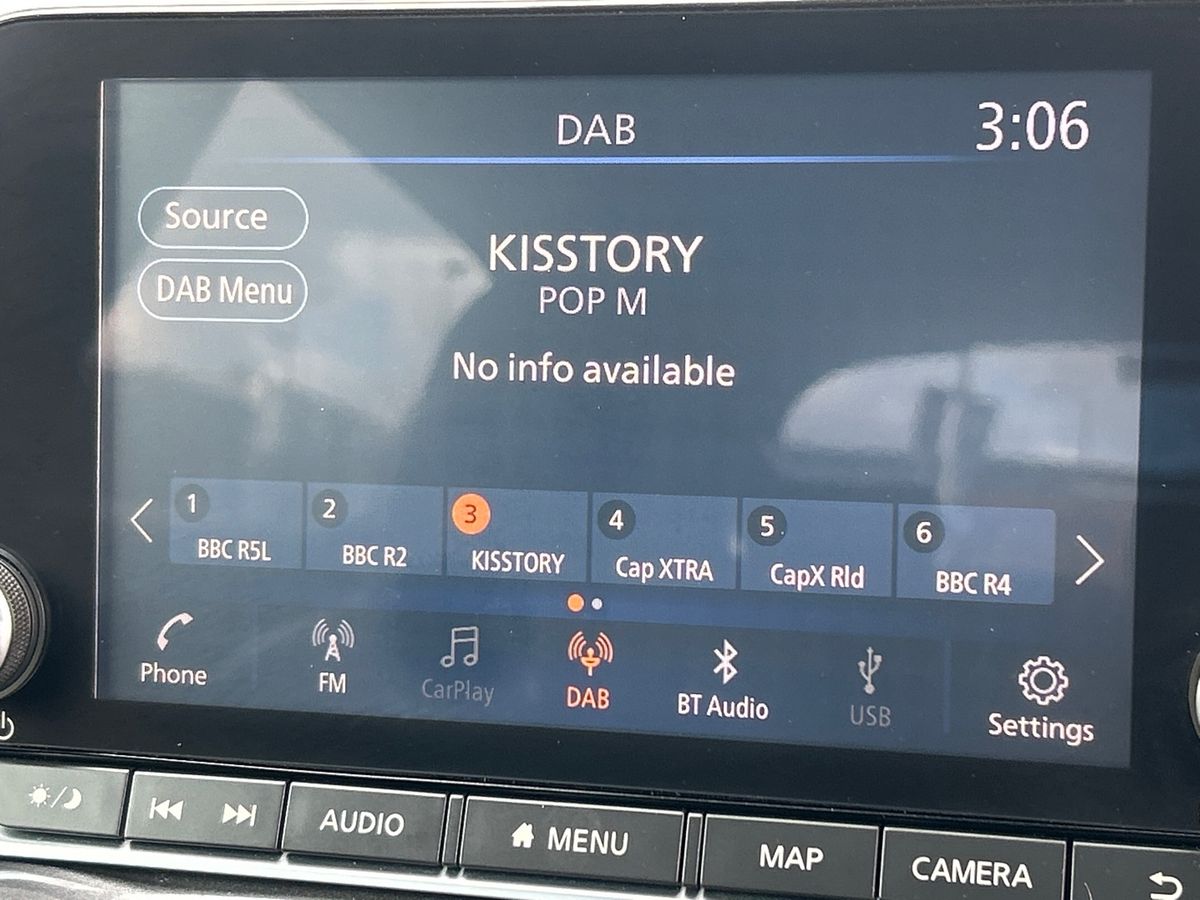 DAB
3:06
Source
DAB Menu
KISSTORY
POP M
No info available
1
BBC R5L
2
BBC R2
3
KISSTORY
4
Cap XTRA
5
CapX Rld
6
BBC R4
Phone
FM
CarPlay
DAB
BT Audio
USB
Settings
AUDIO
MENU
MAP
CAMERA